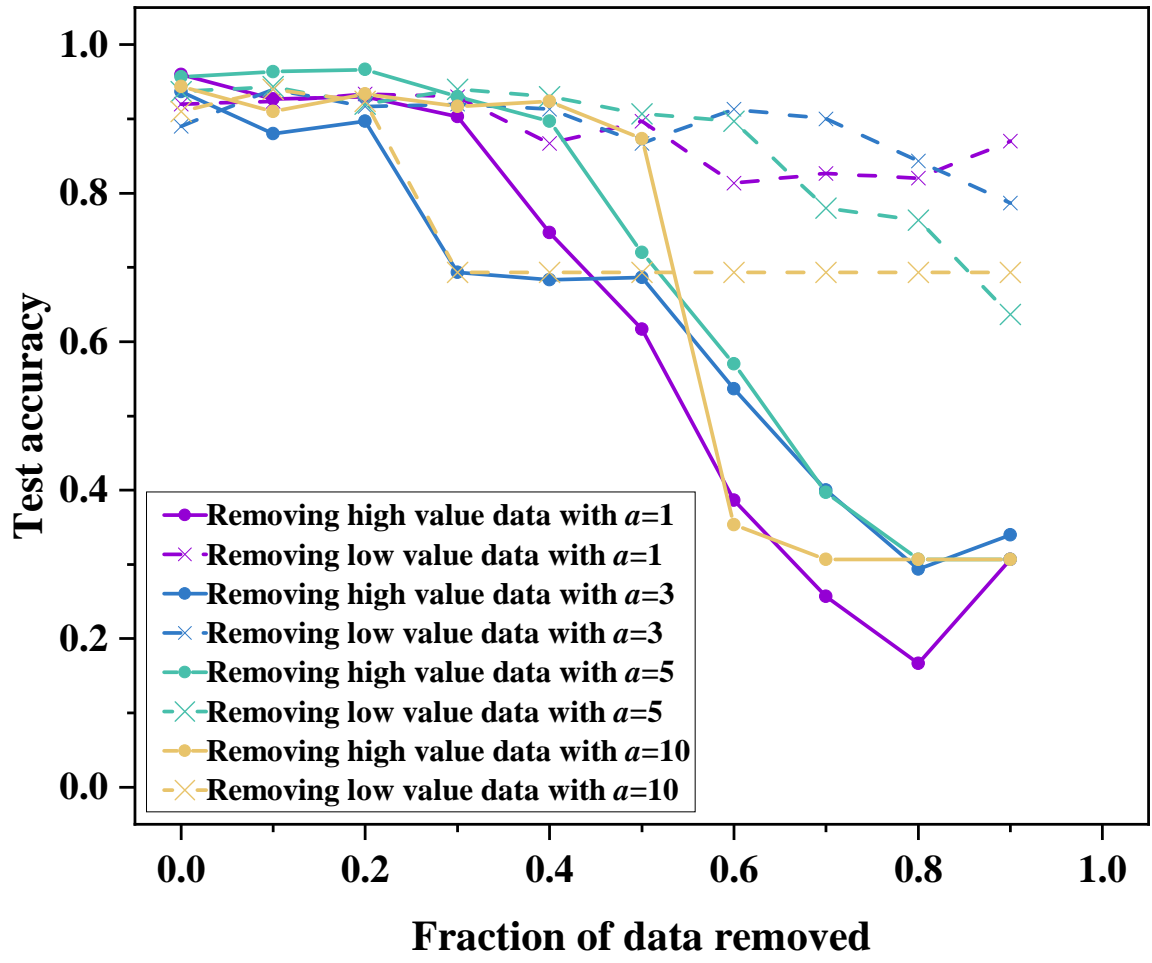 Test accuracy
1.0
0.8
0.6
0.4
0.2
0.0
Removing high value data with a=1
Removing low value data with a=1
Removing high value data with a=3
Removing low value data with a=3
Removing high value data with a=5
Removing low value data with a=5
Removing high value data with a=10
Removing low value data with a=10
0.0 0.2 0.4 0.6 0.8 1.0
Fraction of data removed